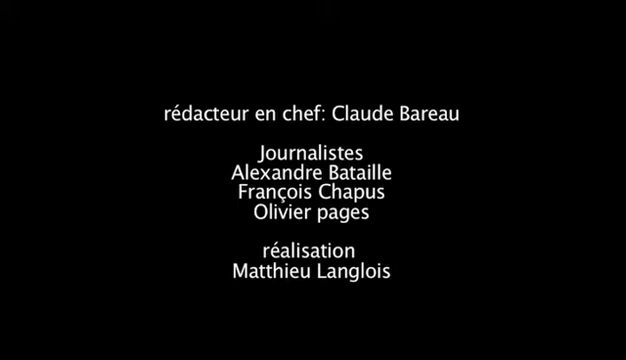 rédacteur en chef: Claude Bareau
Journalistes
Alexandre Bataille
François Chapus
Olivier pages
réalisation
Matthieu Langlois